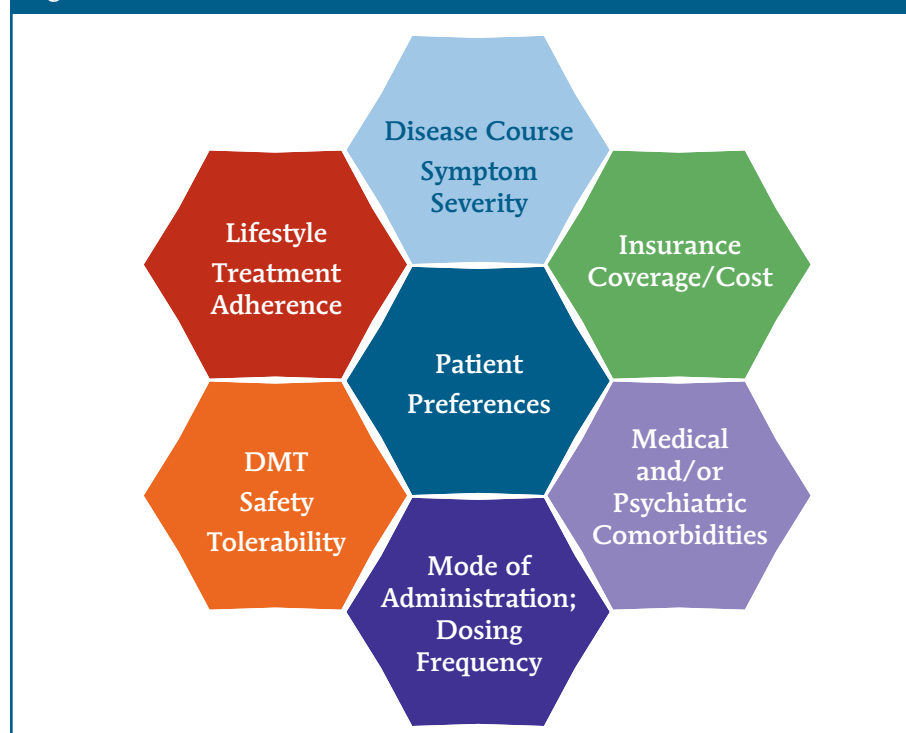 Disease Course
Symptom
Severity
Lifestyle
Treatment
Adherence
Insurance
Coverage/Cost
Patient
Preferences
DMT
Safety
Tolerability
Medical
and/or
Psychiatric
Comorbidities
Mode of
Administration;
Dosing
Frequency